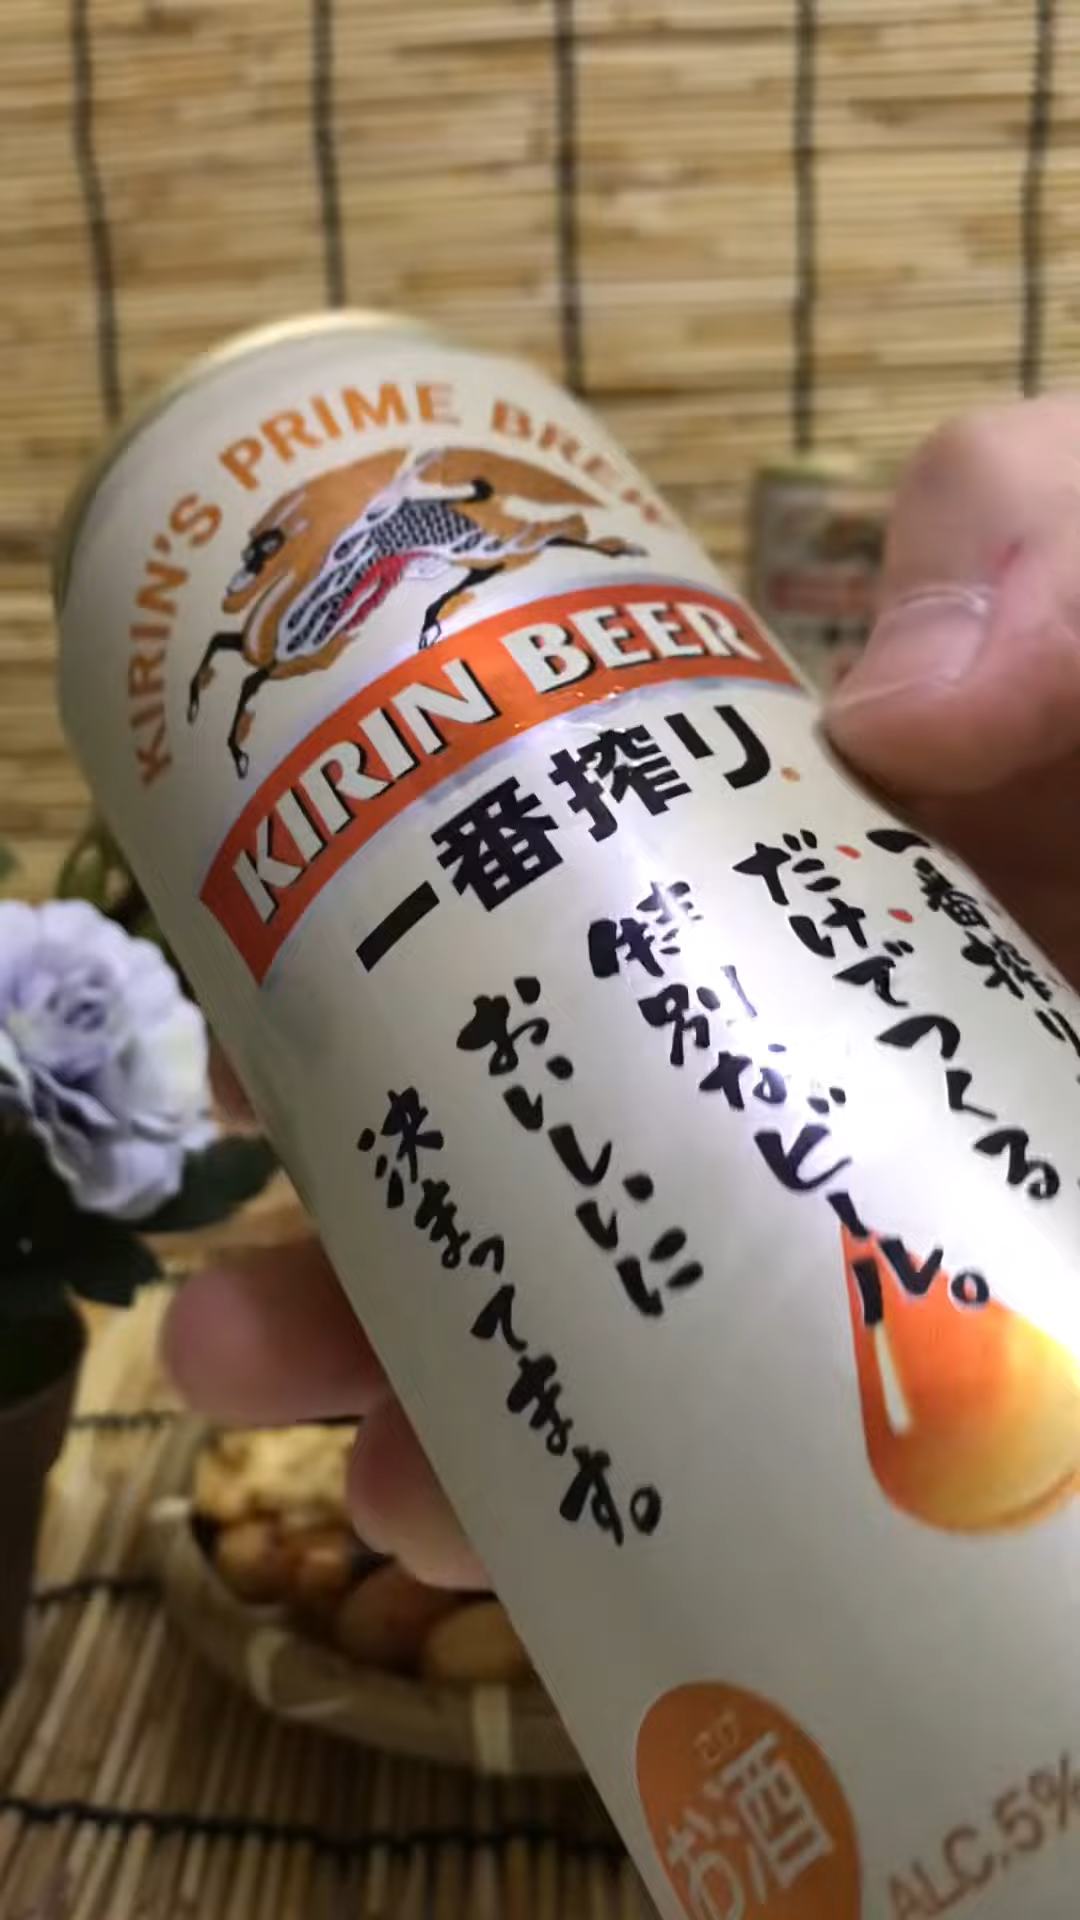 KIRIN'S PRIME BREW
KIRIN BEER
一番搾り
一番搾り
だけでつくる
特別なビール。
おいしいに
決まってます。
お酒
ALC.5%